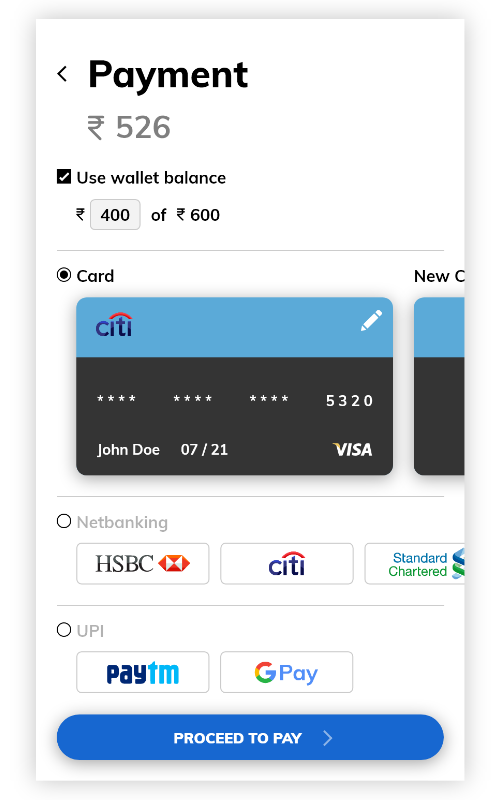 Payment
₹ 526
Use wallet balance
₹ 400 of ₹ 600
Card New C
citi
**** **** **** 5320
John Doe 07 / 21 VISA
Netbanking
HSBC citi Standard Chartered
UPI
paytm G Pay
PROCEED TO PAY